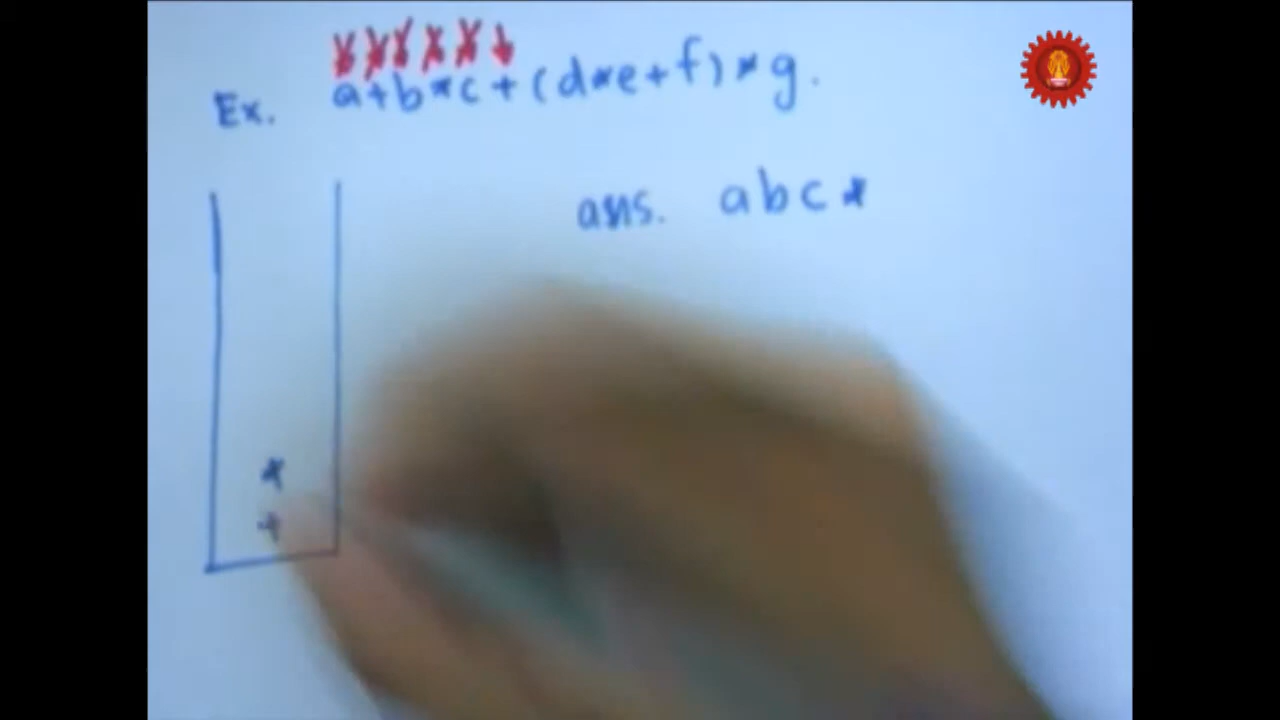 Ex. a+b*c+(d*e+f)*g.
ans. abc*
*
+